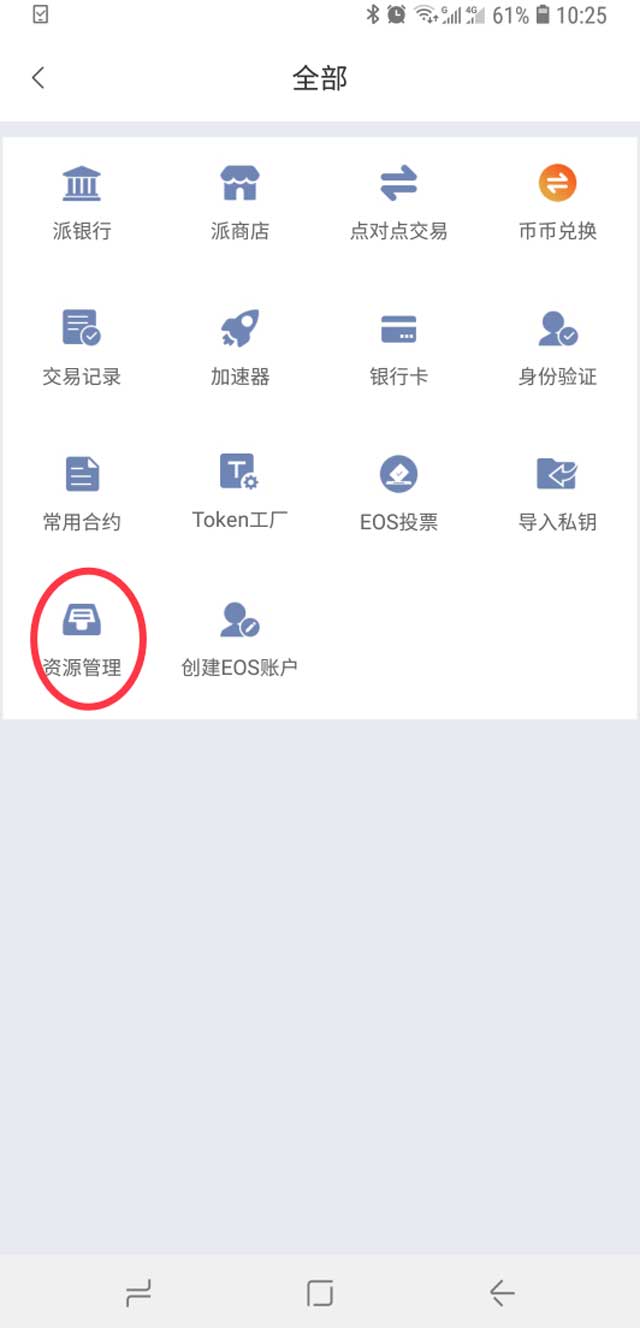 G 4G 61% 10:25
全部
派银行 派商店 点对点交易 币币兑换
交易记录 加速器 银行卡 身份验证
常用合约 Token工厂 EOS投票 导入私钥
资源管理 创建EOS账户